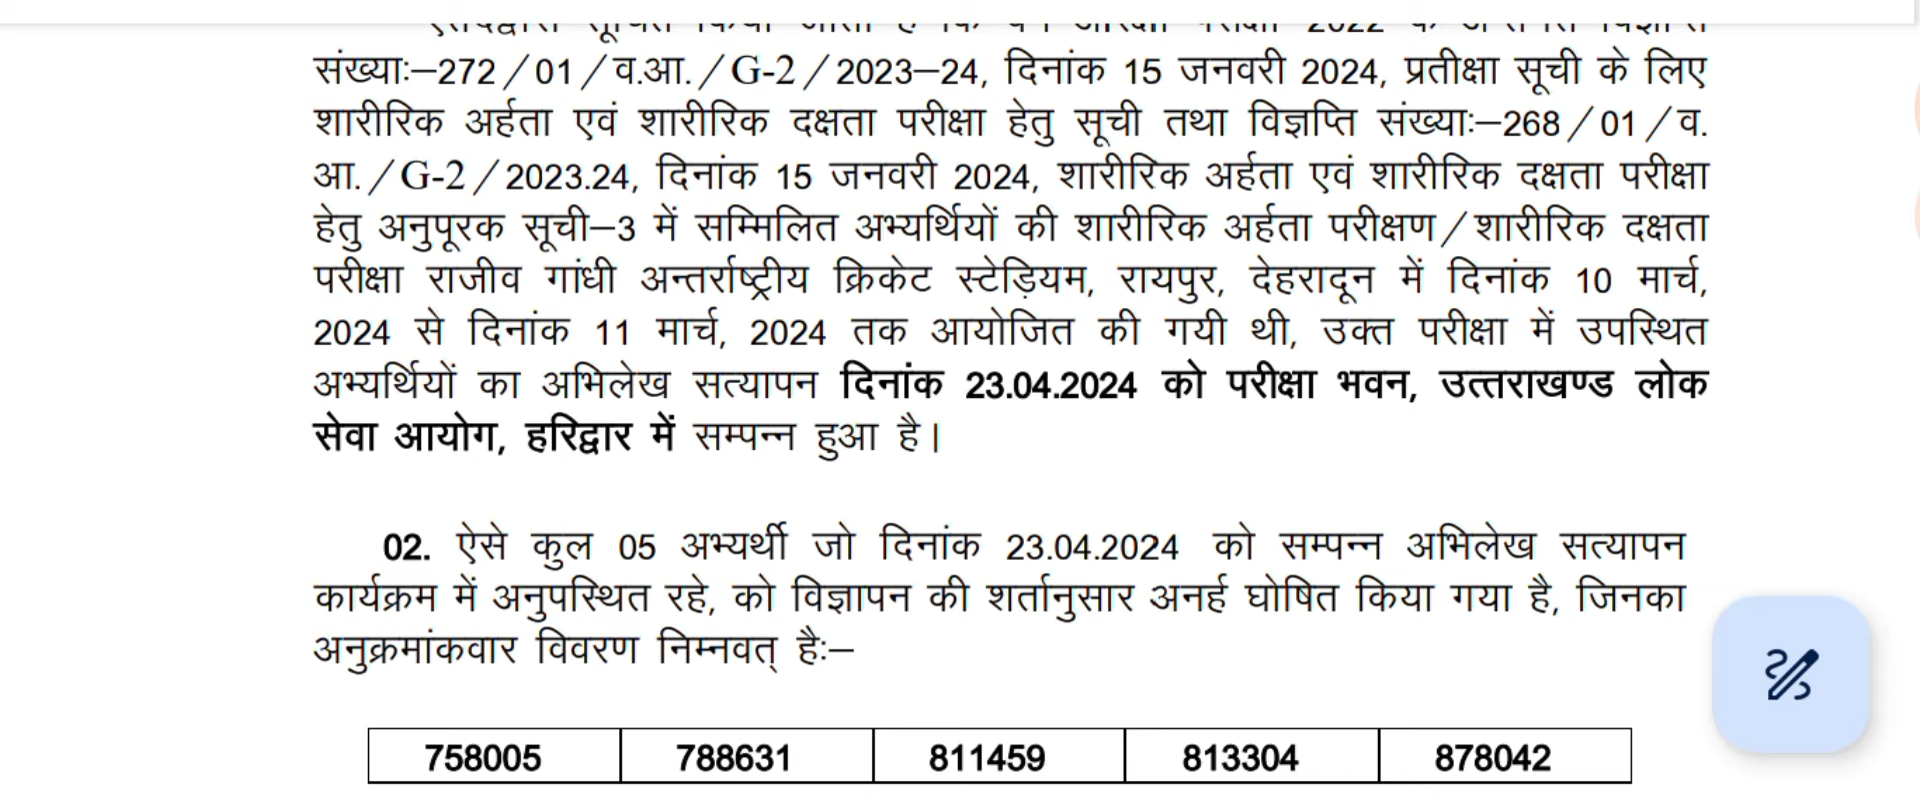 2022
संख्याः–272/01/व.आ./G-2/2023–24, दिनांक 15 जनवरी 2024, प्रतीक्षा सूची के लिए
शारीरिक अर्हता एवं शारीरिक दक्षता परीक्षा हेतु सूची तथा विज्ञप्ति संख्याः–268/01/व.
आ./G-2/2023.24, दिनांक 15 जनवरी 2024, शारीरिक अर्हता एवं शारीरिक दक्षता परीक्षा
हेतु अनुपूरक सूची–3 में सम्मिलित अभ्यर्थियों की शारीरिक अर्हता परीक्षण/शारीरिक दक्षता
परीक्षा राजीव गांधी अन्तर्राष्ट्रीय क्रिकेट स्टेड़ियम, रायपुर, देहरादून में दिनांक 10 मार्च,
2024 से दिनांक 11 मार्च, 2024 तक आयोजित की गयी थी, उक्त परीक्षा में उपस्थित
अभ्यर्थियों का अभिलेख सत्यापन दिनांक 23.04.2024 को परीक्षा भवन, उत्तराखण्ड लोक
सेवा आयोग, हरिद्वार में सम्पन्न हुआ है।
02. ऐसे कुल 05 अभ्यर्थी जो दिनांक 23.04.2024 को सम्पन्न अभिलेख सत्यापन
कार्यक्रम में अनुपस्थित रहे, को विज्ञापन की शर्तानुसार अनर्ह घोषित किया गया है, जिनका
अनुक्रमांकवार विवरण निम्नवत् हैः–
758005 788631 811459 813304 878042